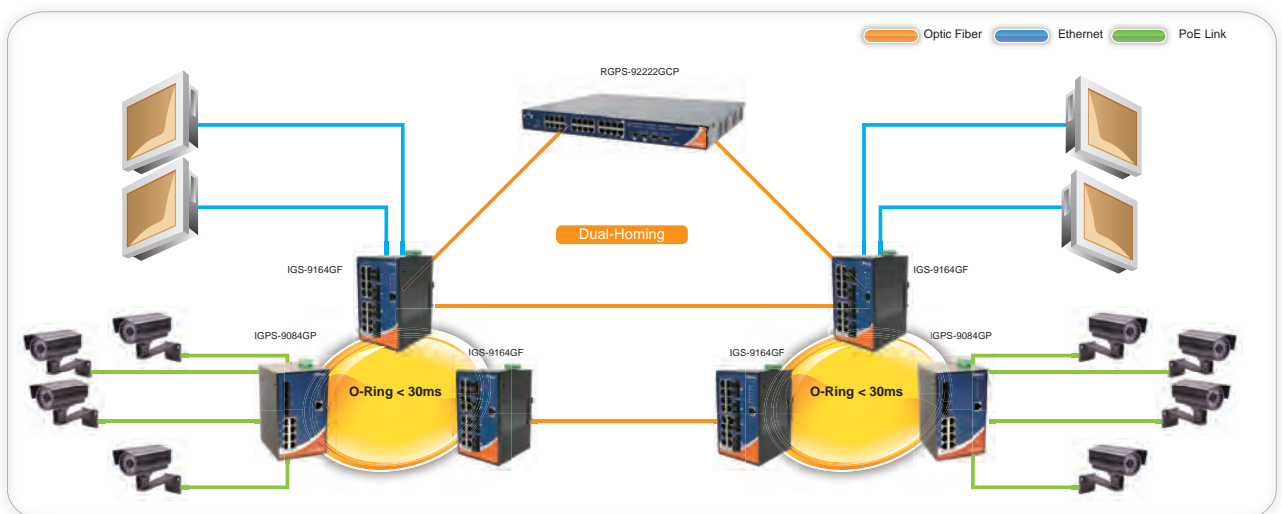 Optic Fiber
Ethernet
PoE Link
RGPS-92222GCP
Dual-Homing
IGS-9164GF
IGS-9164GF
IGPS-9084GP
IGS-9164GF
IGS-9164GF
IGPS-9084GP
O-Ring < 30ms
O-Ring < 30ms